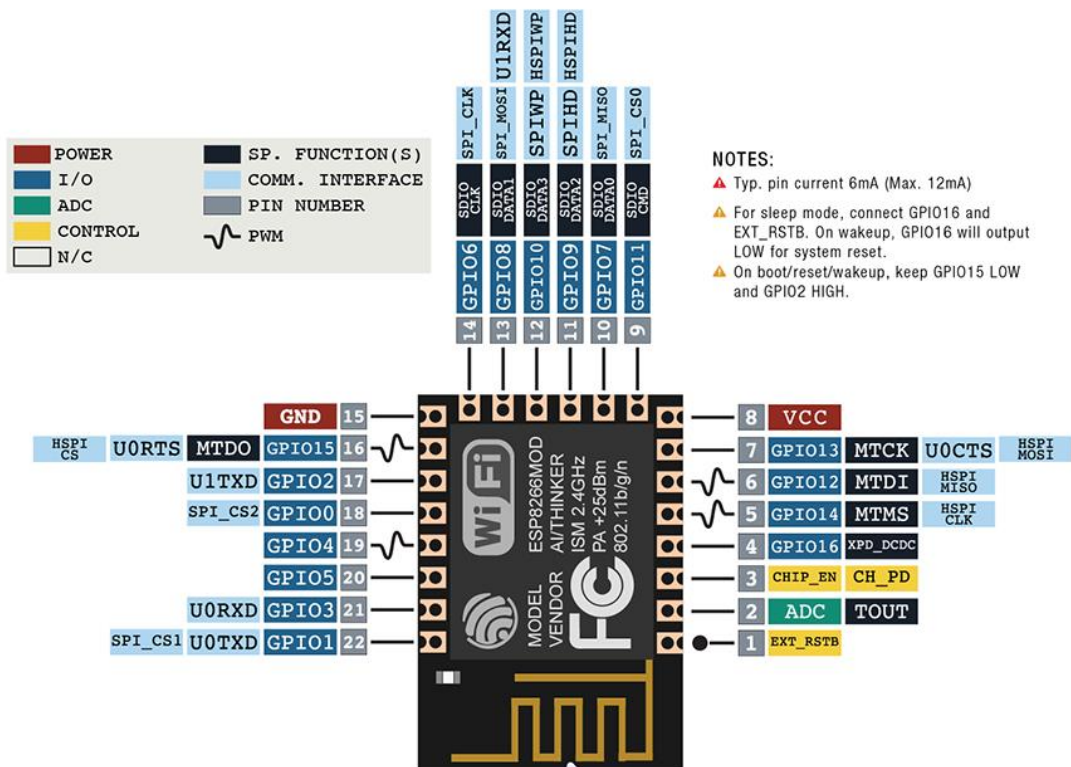 U1RXD
HSPIWP
HSPIHD
SPI_CLK
SPI_MOSI
SPIWP
SPIHD
SPI_MISO
SPI_CS0
SDIO CLK
SDIO DATA1
SDIO DATA3
SDIO DATA2
SDIO DATA0
SDIO CMD
GPIO6
GPIO8
GPIO10
GPIO9
GPIO7
GPIO11
14
13
12
11
10
9
POWER
SP. FUNCTION(S)
I/O
COMM. INTERFACE
ADC
PIN NUMBER
CONTROL
PWM
N/C
NOTES:
Typ. pin current 6mA (Max. 12mA)
For sleep mode, connect GPIO16 and
EXT_RSTB. On wakeup, GPIO16 will output
LOW for system reset.
On boot/reset/wakeup, keep GPIO15 LOW
and GPIO2 HIGH.
GND 15
HSPI CS U0RTS MTDO GPIO15 16
U1TXD GPIO2 17
SPI_CS2 GPIO0 18
GPIO4 19
GPIO5 20
U0RXD GPIO3 21
SPI_CS1 U0TXD GPIO1 22
WiFi
ESP8266MOD
AI/THINKER
ISM 2.4GHz
PA +25dBm
802.11b/g/n
MODEL
VENDOR
FC
8 VCC
7 GPIO13 MTCK U0CTS HSPI MOSI
6 GPIO12 MTDI HSPI MISO
5 GPIO14 MTMS HSPI CLK
4 GPIO16 XPD_DCDC
3 CHIP_EN CH_PD
2 ADC TOUT
1 EXT_RSTB